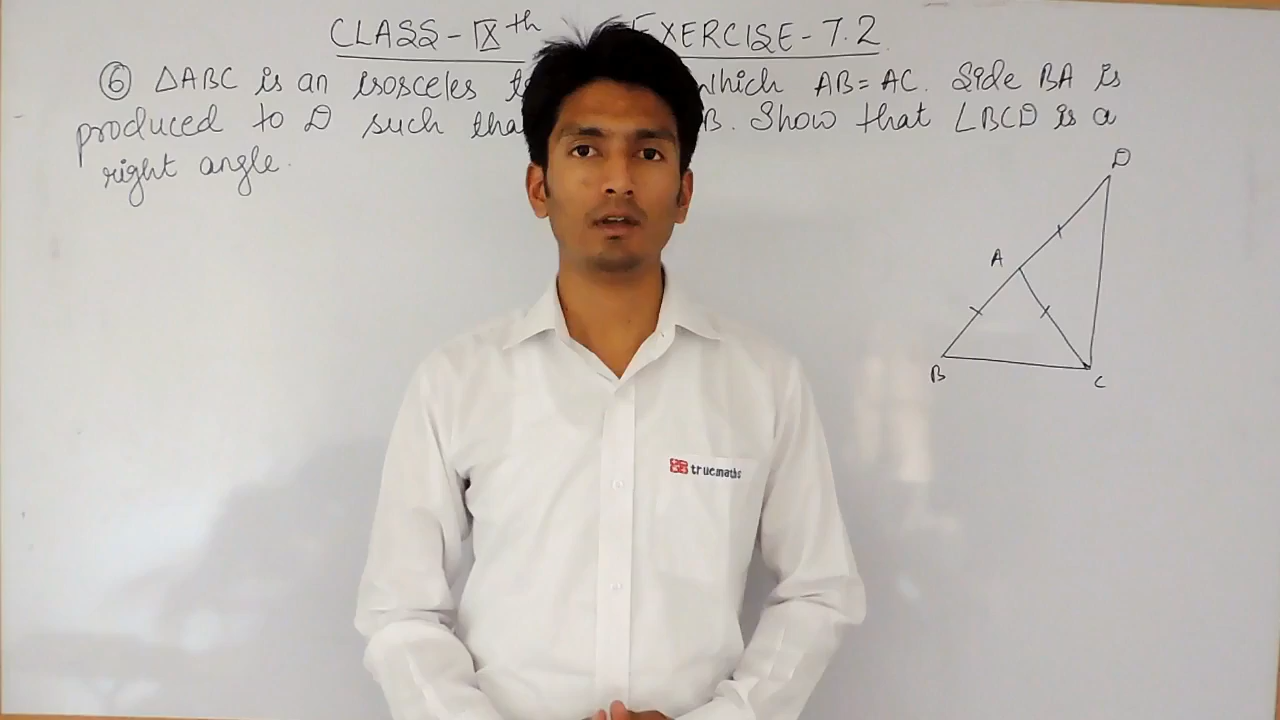 CLASS-IXth EXERCISE-7.2
⑥ △ABC is an isosceles which AB=AC. Side BA is
produced to D such B. Show that ∠BCD is a
right angle.
D
A
B
C
truemaths